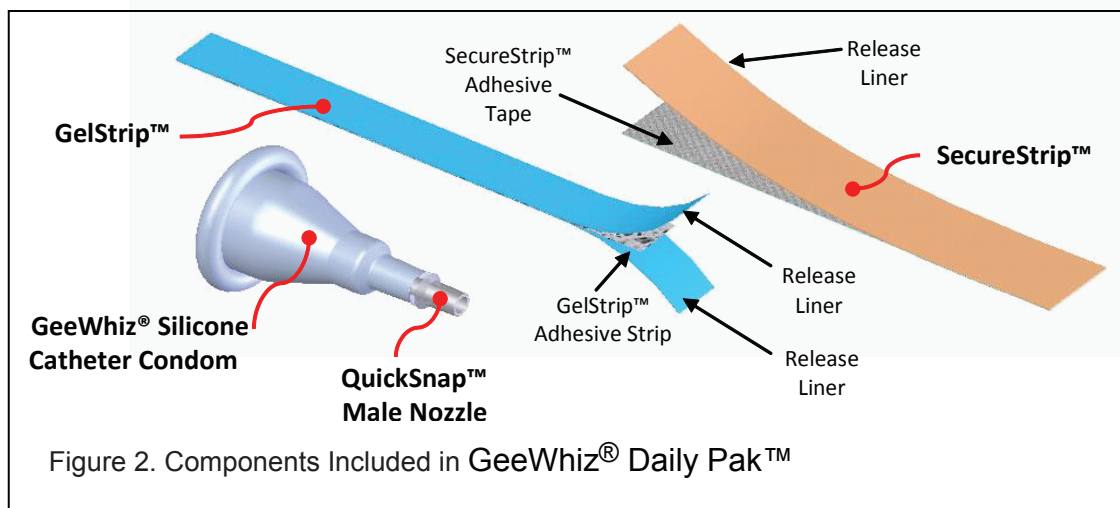 SecureStrip™
Adhesive
Tape
Release
Liner
GelStrip™
SecureStrip™
Release
Liner
GelStrip™
Adhesive Strip
Release
Liner
GeeWhiz® Silicone
Catheter Condom
QuickSnap™
Male Nozzle
Figure 2. Components Included in GeeWhiz® Daily Pak™